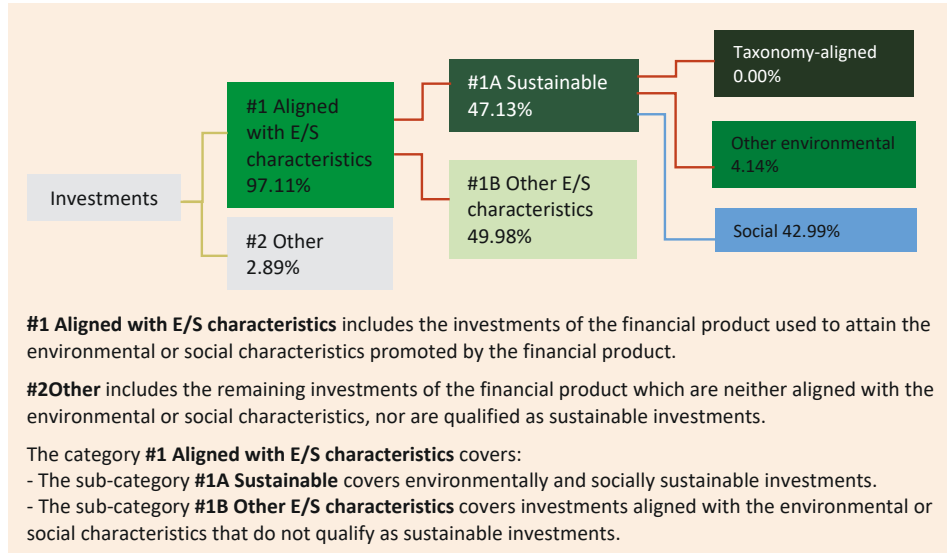 Investments
#1 Aligned
with E/S
characteristics
97.11%
#2 Other
2.89%
#1A Sustainable
47.13%
#1B Other E/S
characteristics
49.98%
Taxonomy-aligned
0.00%
Other environmental
4.14%
Social 42.99%
#1 Aligned with E/S characteristics includes the investments of the financial product used to attain the
environmental or social characteristics promoted by the financial product.
#2Other includes the remaining investments of the financial product which are neither aligned with the
environmental or social characteristics, nor are qualified as sustainable investments.
The category #1 Aligned with E/S characteristics covers:
- The sub-category #1A Sustainable covers environmentally and socially sustainable investments.
- The sub-category #1B Other E/S characteristics covers investments aligned with the environmental or
social characteristics that do not qualify as sustainable investments.